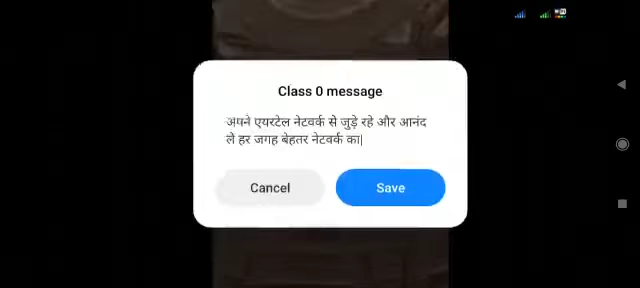 Class 0 message
अपने एयरटेल नेटवर्क से जुड़े रहे और आनंद
ले हर जगह बेहतर नेटवर्क का|
Cancel
Save